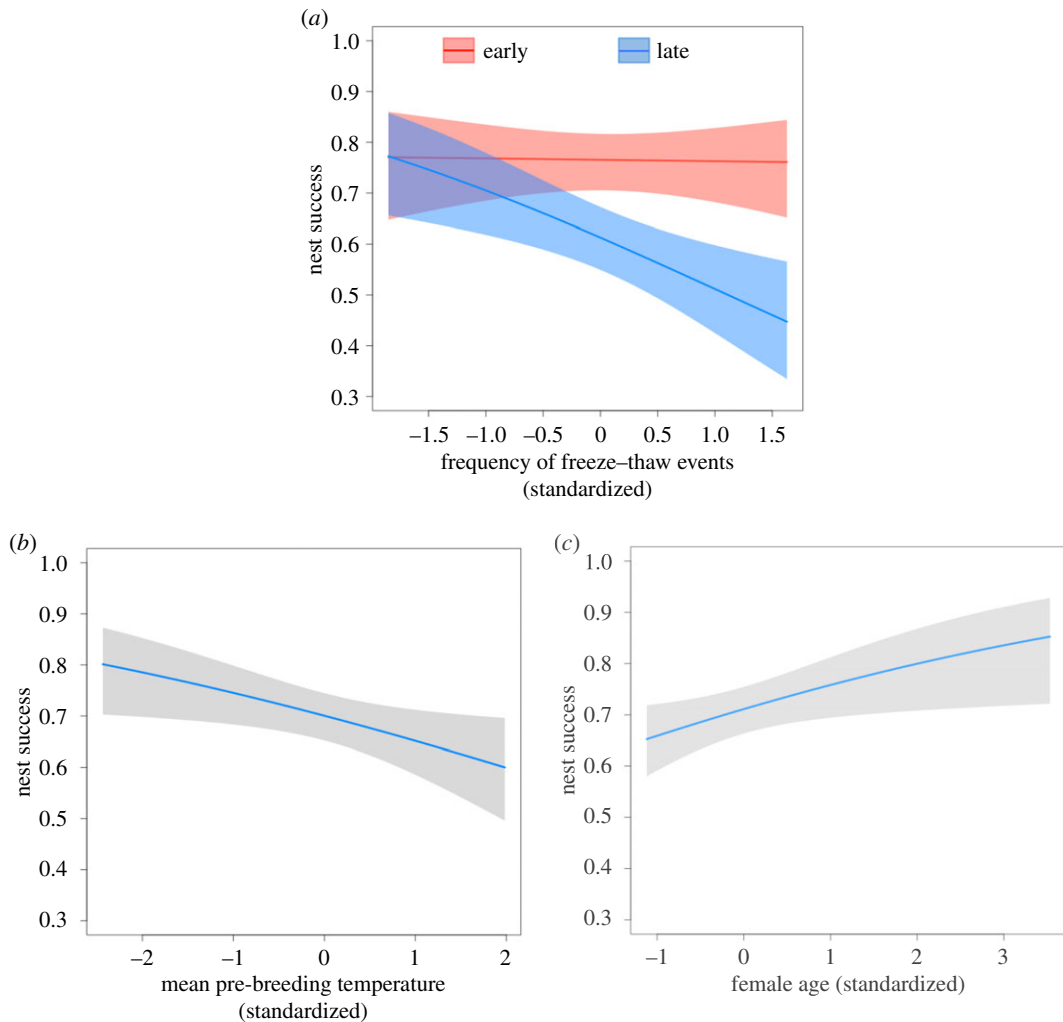 (a)
1.0
0.9
0.8
0.7
0.6
0.5
0.4
0.3
nest success
early late
–1.5 –1.0 –0.5 0 0.5 1.0 1.5
frequency of freeze–thaw events
(standardized)
(b)
1.0
0.9
0.8
0.7
0.6
0.5
0.4
0.3
nest success
–2 –1 0 1 2
mean pre-breeding temperature
(standardized)
(c)
1.0
0.9
0.8
0.7
0.6
0.5
0.4
0.3
nest success
–1 0 1 2 3
female age (standardized)